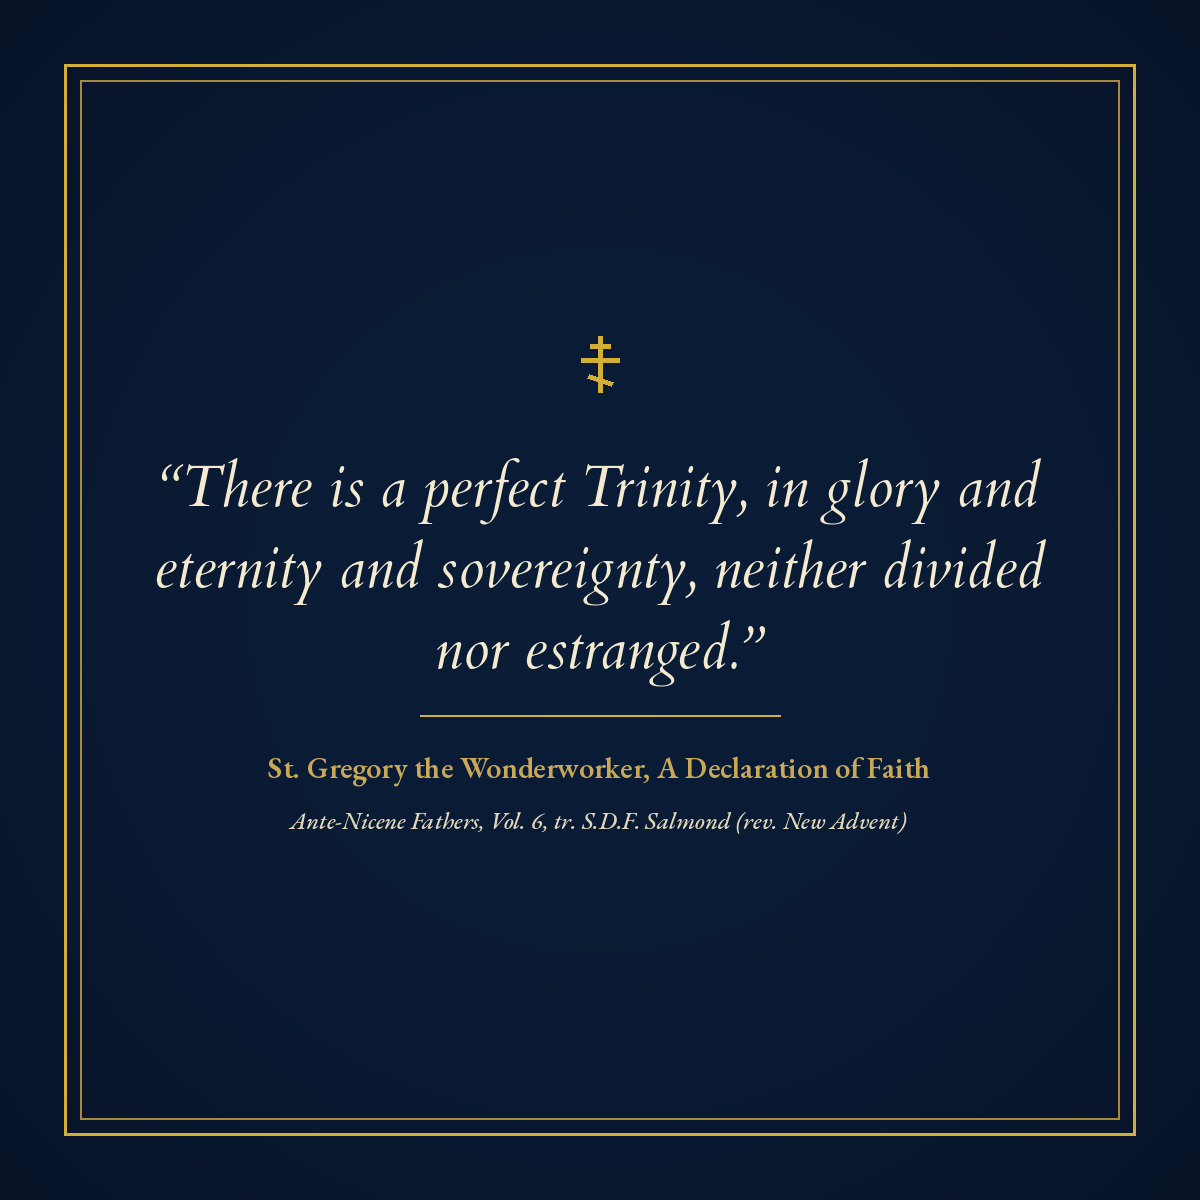 “There is a perfect Trinity, in glory and
eternity and sovereignty, neither divided
nor estranged.”
St. Gregory the Wonderworker, A Declaration of Faith
Ante-Nicene Fathers, Vol. 6, tr. S.D.F. Salmond (rev. New Advent)